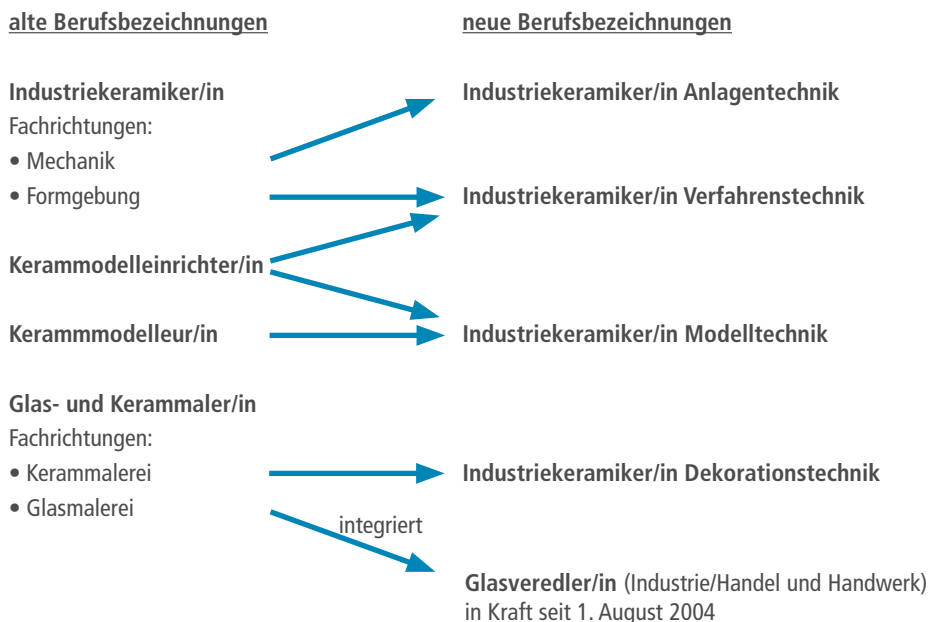 alte Berufsbezeichnungen
neue Berufsbezeichnungen
Industriekeramiker/in
Industriekeramiker/in Anlagentechnik
Fachrichtungen:
• Mechanik
• Formgebung
Industriekeramiker/in Verfahrenstechnik
Kerammodelleinrichter/in
Kerammmodelleur/in
Industriekeramiker/in Modelltechnik
Glas- und Kerammaler/in
Fachrichtungen:
• Kerammalerei
Industriekeramiker/in Dekorationstechnik
• Glasmalerei
integriert
Glasveredler/in (Industrie/Handel und Handwerk)
in Kraft seit 1. August 2004